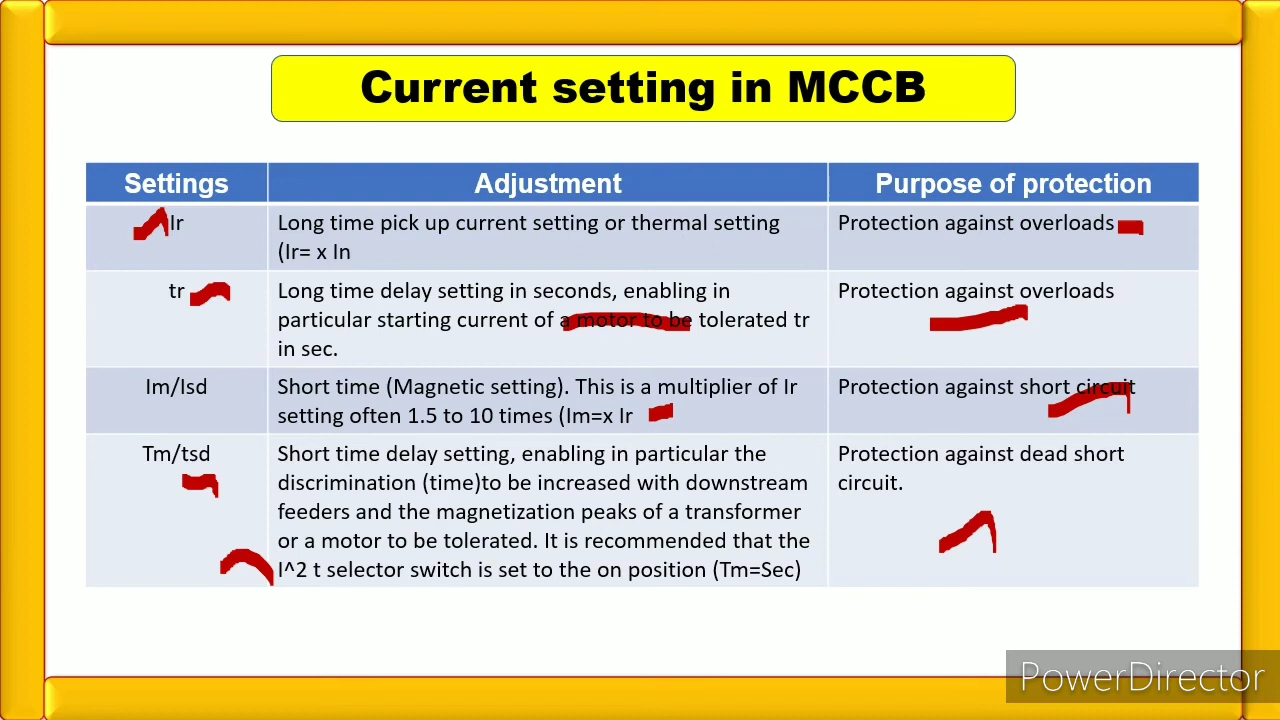 Current setting in MCCB
Settings Adjustment Purpose of protection
Ir Long time pick up current setting or thermal setting Protection against overloads
(Ir= x In
tr Long time delay setting in seconds, enabling in Protection against overloads
particular starting current of a motor to be tolerated tr
in sec.
Im/Isd Short time (Magnetic setting). This is a multiplier of Ir Protection against short circuit
setting often 1.5 to 10 times (Im=x Ir
Tm/tsd Short time delay setting, enabling in particular the Protection against dead short
discrimination (time)to be increased with downstream circuit.
feeders and the magnetization peaks of a transformer
or a motor to be tolerated. It is recommended that the
I^2 t selector switch is set to the on position (Tm=Sec)
PowerDirector